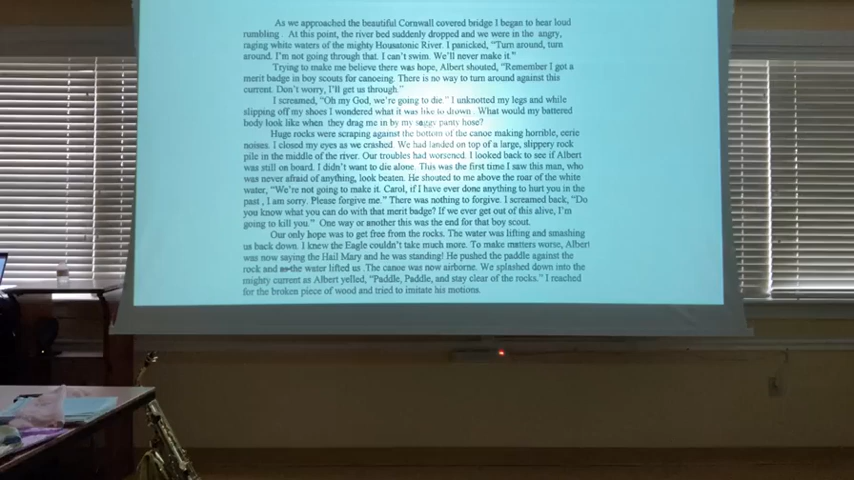 As we approached the beautiful Cornwall covered bridge I began to hear loud
rumbling. At this point, the river bed suddenly dropped and we were in the angry,
raging white waters of the mighty Housatonic River. I panicked, “Turn around, turn
around. I'm not going through that. I can't swim. We'll never make it."
Trying to make me believe there was hope, Albert shouted, “Remember I got a
merit badge in boy scouts for canoeing. There is no way to turn around against this
current. Don't worry, I'll get us through."
I screamed, “Oh my God, we're going to die." I unknotted my legs and while
slipping off my shoes I wondered what it was like to drown. What would my battered
body look like when they drag me in by my saggy panty hose?
Huge rocks were scraping against the bottom of the canoe making horrible, eerie
noises. I closed my eyes as we crashed. We had landed on top of a large, slippery rock
pile in the middle of the river. Our troubles had worsened. I looked back to see if Albert
was still on board. I didn't want to die alone. This was the first time I saw this man, who
was never afraid of anything, look beaten. He shouted to me above the roar of the white
water, “We're not going to make it. Carol, if I have ever done anything to hurt you in the
past, I am sorry. Please forgive me." There was nothing to forgive. I screamed back, “Do
you know what you can do with that merit badge? If we ever get out of this alive, I'm
going to kill you." One way or another this was the end for that boy scout.
Our only hope was to get free from the rocks. The water was lifting and smashing
us back down. I knew the Eagle couldn't take much more. To make matters worse, Albert
was now saying the Hail Mary and he was standing! He pushed the paddle against the
rock and the water lifted us. The canoe was now airborne. We splashed down into the
mighty current as Albert yelled, “Paddle, Paddle, and stay clear of the rocks." I reached
for the broken piece of wood and tried to imitate his motions.